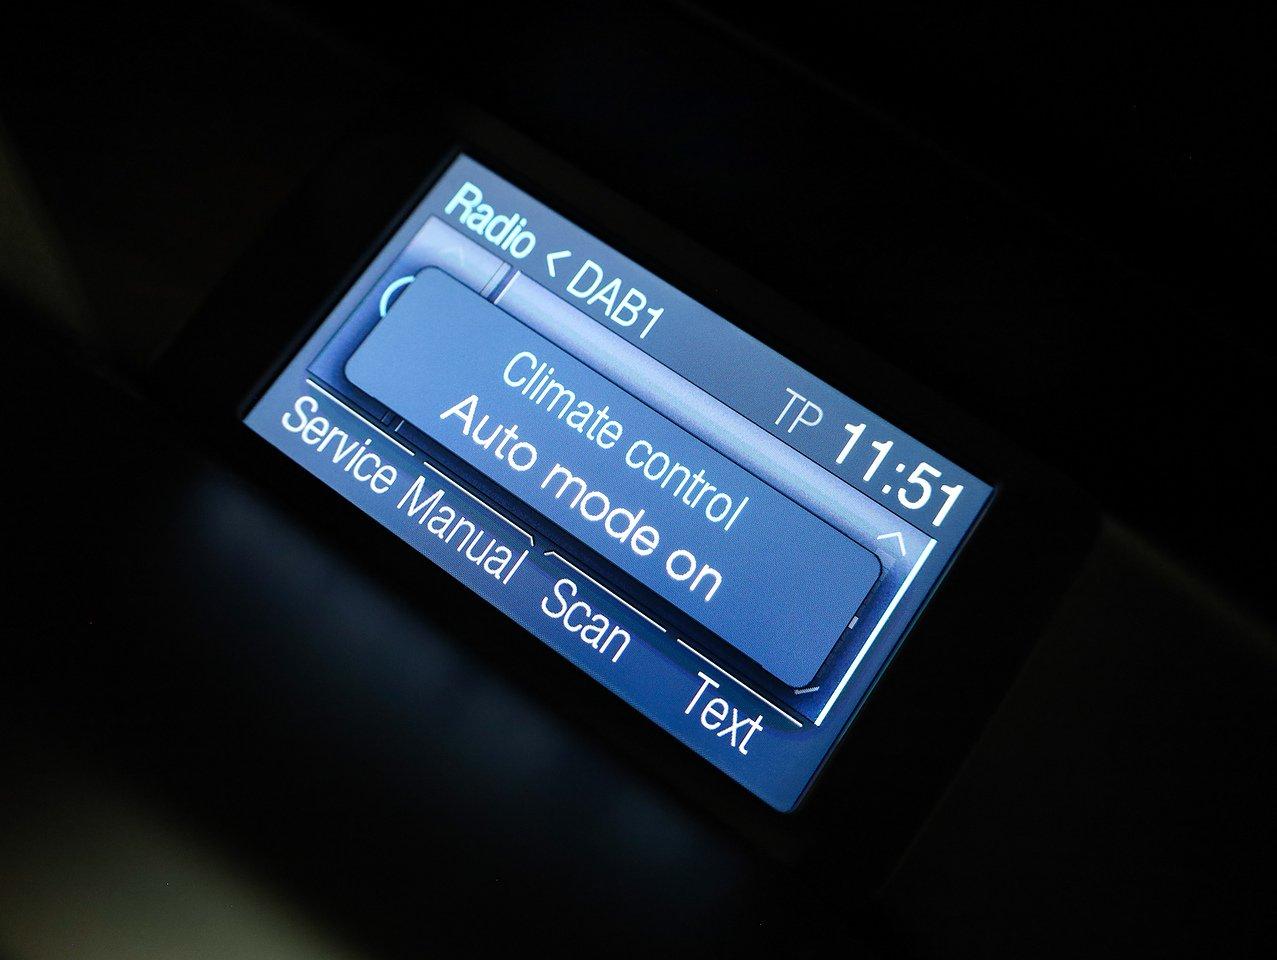 Radio < DAB1
TP 11:51
Climate control
Auto mode on
Service Manual Scan Text